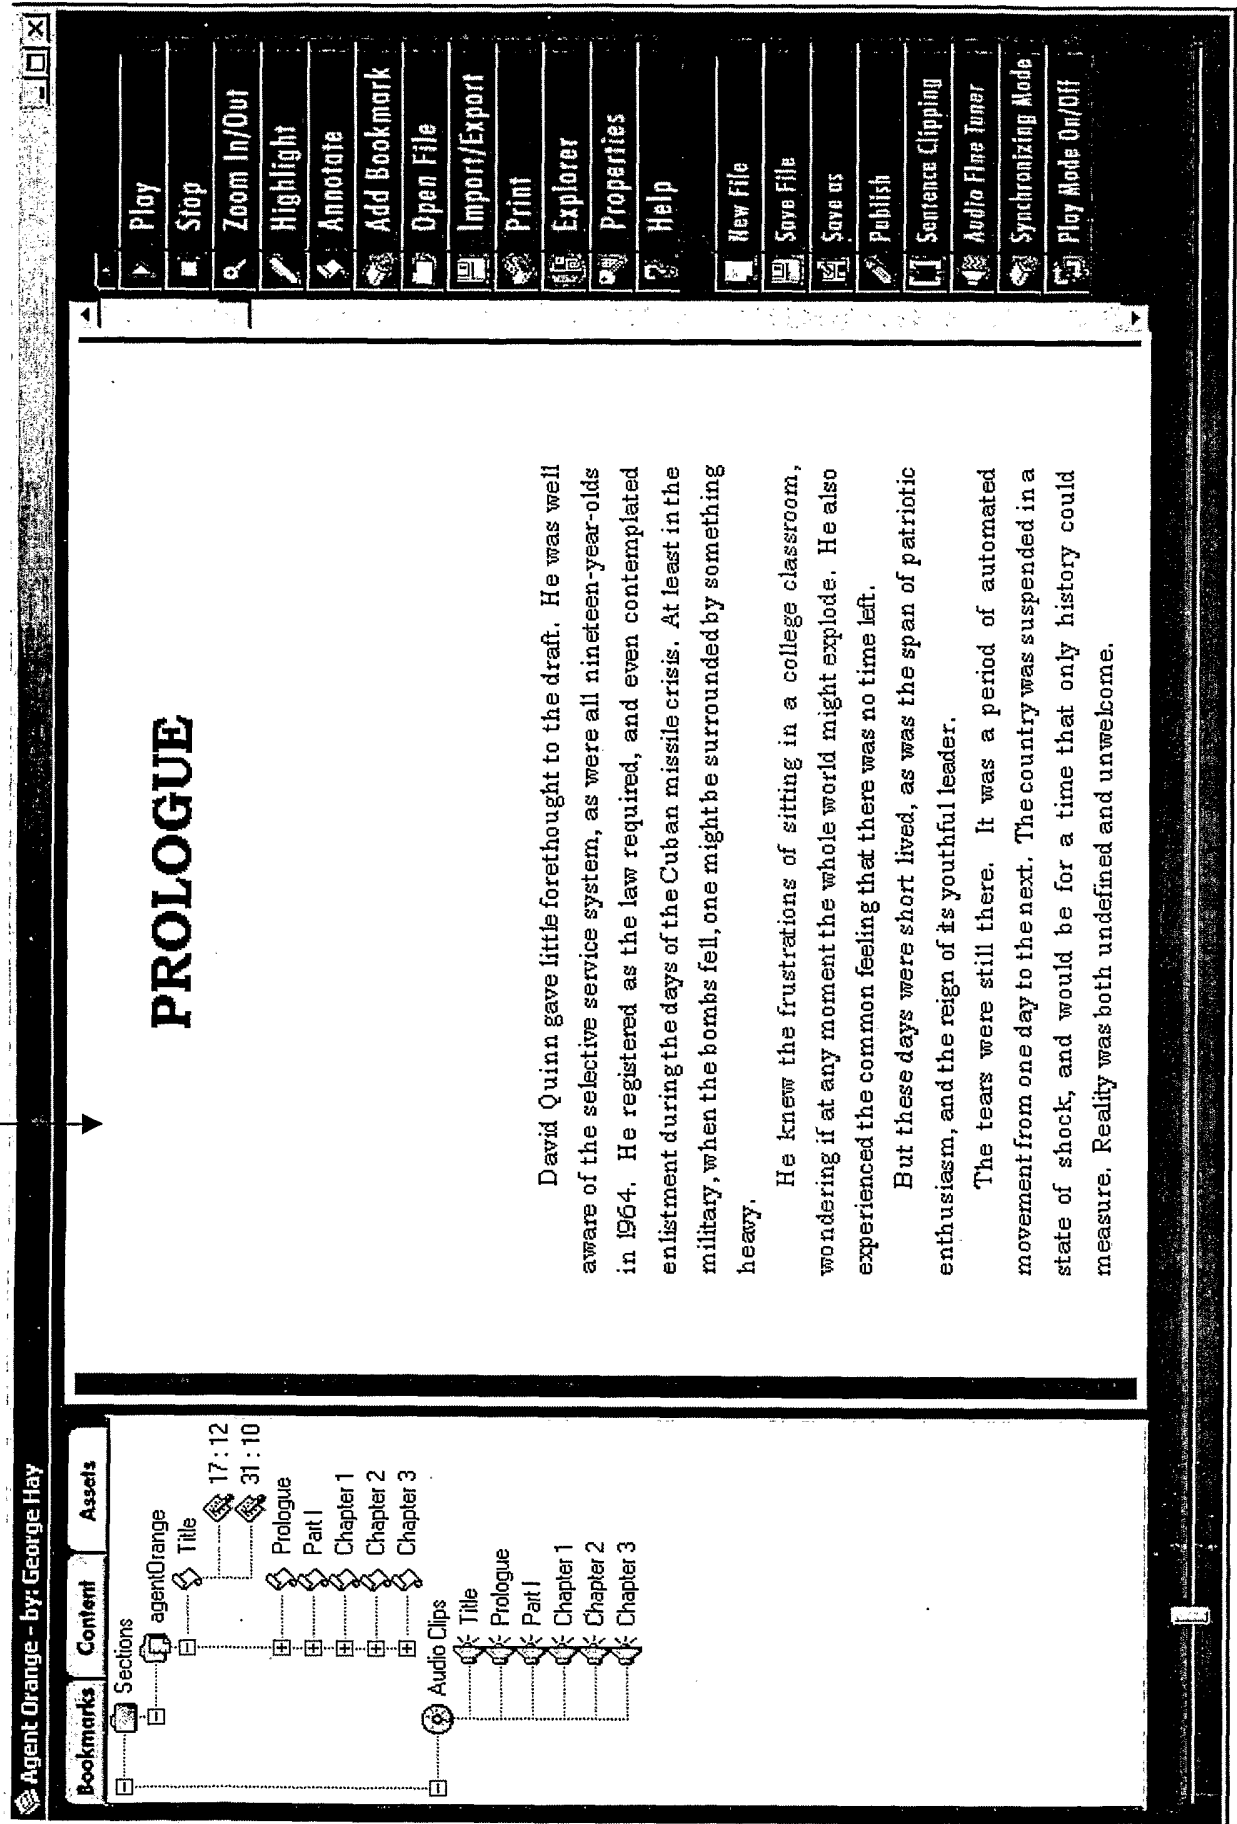 Agent Orange - by: George Hay
Bookmarks Content Assets
Sections
agentOrange
Title
17:12
31:10
Prologue
Part I
Chapter 1
Chapter 2
Chapter 3
Audio Clips
Title
Prologue
Part I
Chapter 1
Chapter 2
Chapter 3
PROLOGUE
David Quinn gave little forethought to the draft. He was well
aware of the selective service system, as were all nineteen-year-olds
in 1964. He registered as the law required, and even contemplated
enlistment during the days of the Cuban missile crisis. At least in the
military, when the bombs fell, one might be surrounded by something
heavy.
He knew the frustrations of sitting in a college classroom,
wondering if at any moment the whole world might explode. He also
experienced the common feeling that there was no time left.
But these days were short lived, as was the span of patriotic
enthusiasm, and the reign of its youthful leader.
The tears were still there. It was a period of automated
movement from one day to the next. The country was suspended in a
state of shock, and would be for a time that only history could
measure. Reality was both undefined and unwelcome.
Play
Stop
Zoom In/Out
Highlight
Annotate
Add Bookmark
Open File
Import/Export
Print
Explorer
Properties
Help
New File
Save File
Save as
Publish
Sentence Clipping
Audio Fine Tuner
Synchronizing Mode
Play Mode On/Off